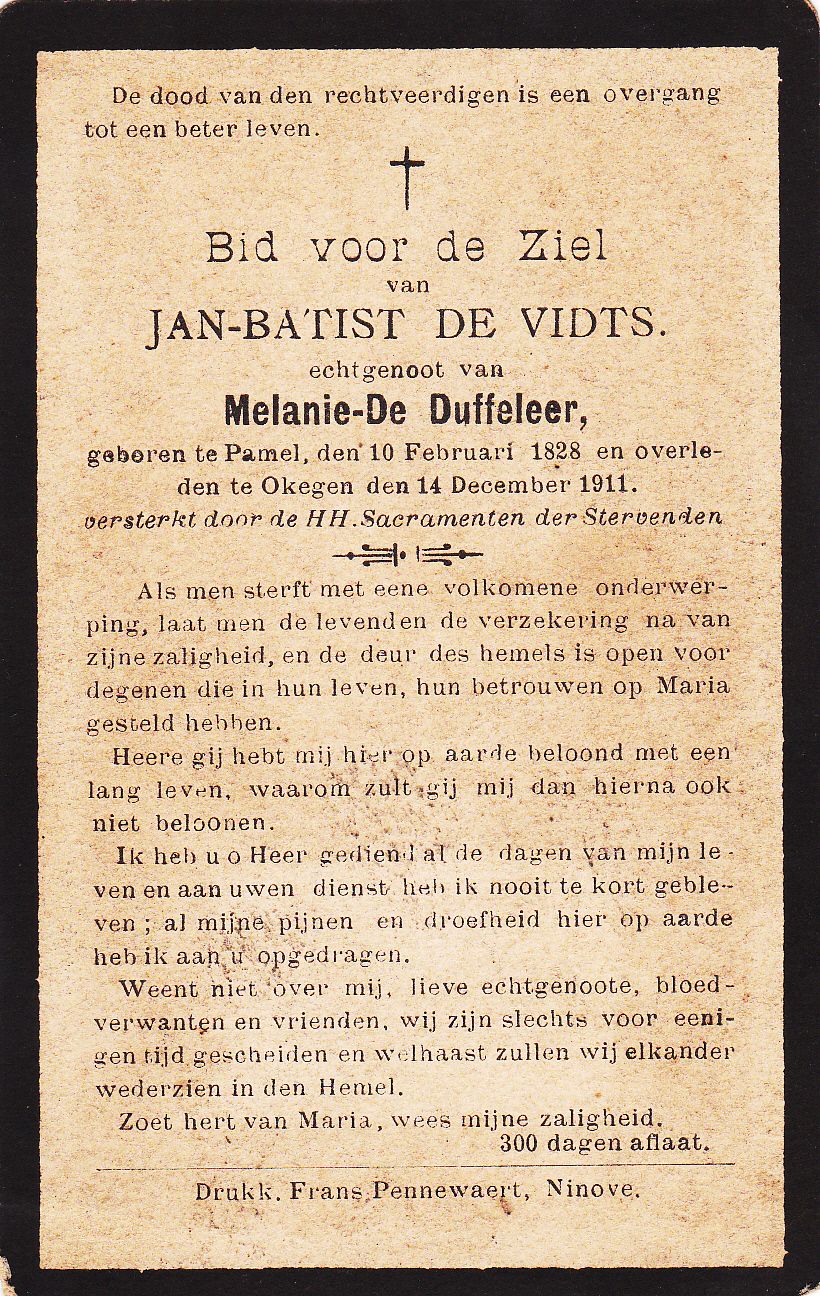 De dood van den rechtveerdigen is een overgang
tot een beter leven.
Bid voor de Ziel
van
JAN-BATIST DE VIDTS.
echtgenoot van
Melanie-De Duffeleer,
geboren te Pamel, den 10 Februari 1828 en overle-
den te Okegen den 14 December 1911.
versterkt door de HH. Sacramenten der Stervenden
Als men sterft met eene volkomene onderwer-
ping, laat men de levenden de verzekering na van
zijne zaligheid, en de deur des hemels is open voor
degenen die in hun leven, hun betrouwen op Maria
gesteld hebben.
Heere gij hebt mij hier op aarde beloond met een
lang leven, waarom zult gij mij dan hierna ook
niet beloonen.
Ik heb u o Heer gediend al de dagen van mijn le-
ven en aan uwen dienst heb ik nooit te kort geble-
ven ; al mijne pijnen en droefheid hier op aarde
heb ik aan u opgedragen.
Weent niet over mij, lieve echtgenoote, bloed-
verwanten en vrienden, wij zijn slechts voor eeni-
gen tijd gescheiden en welhaast zullen wij elkander
wederzien in den Hemel.
Zoet hert van Maria, wees mijne zaligheid.
300 dagen aflaat.
Drukk. Frans Pennewaert, Ninove.